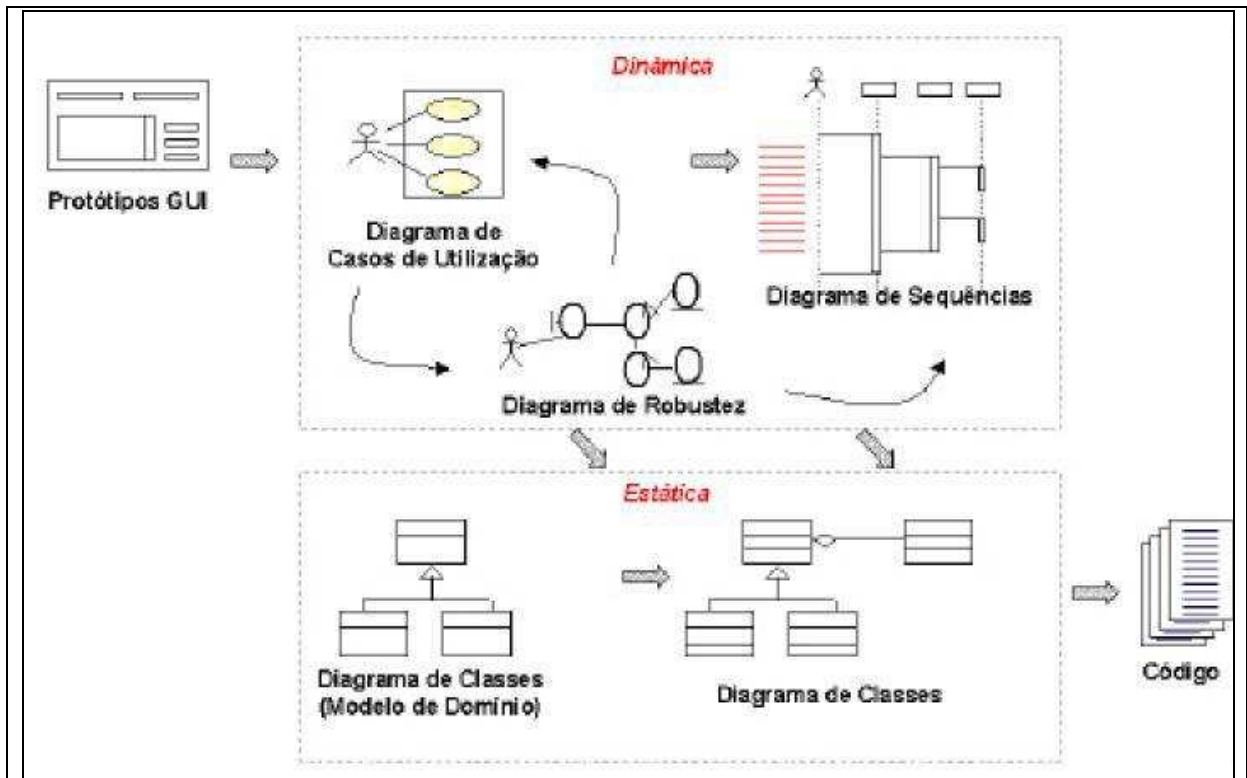 Dinâmica
Protótipos GUI
Diagrama de
Casos de Utilização
Diagrama de Sequências
Diagrama de Robustez
Estática
Diagrama de Classes
(Modelo de Domínio)
Diagrama de Classes
Código